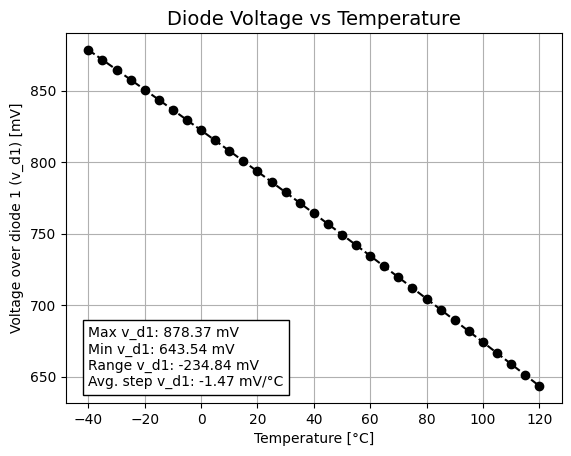 Diode Voltage vs Temperature
Voltage over diode 1 (v_d1) [mV]
850
800
750
700
650
Max v_d1: 878.37 mV
Min v_d1: 643.54 mV
Range v_d1: -234.84 mV
Avg. step v_d1: -1.47 mV/°C
−40 −20 0 20 40 60 80 100 120
Temperature [°C]